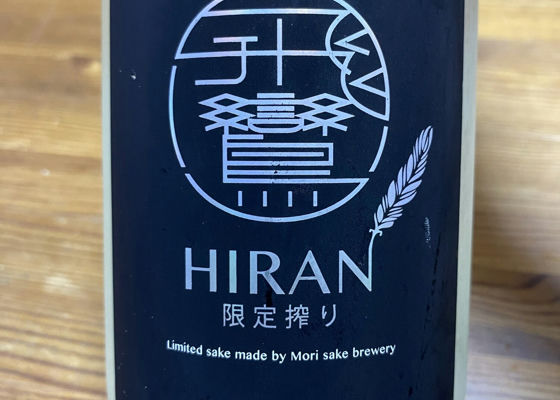 飛鸞
HIRAN
限定搾り
Limited sake made by Mori sake brewery